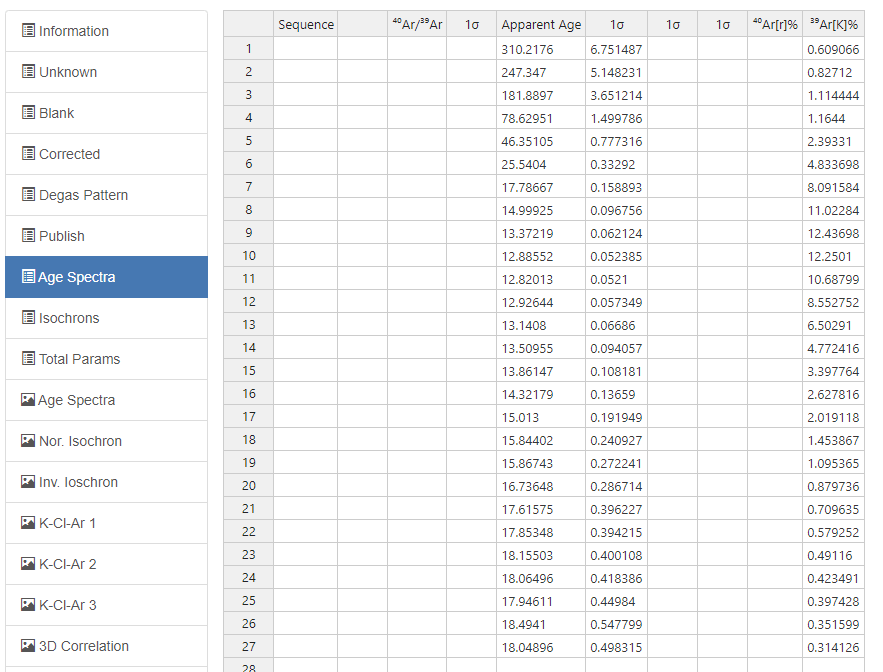 Information
Unknown
Blank
Corrected
Degas Pattern
Publish
Age Spectra
Isochrons
Total Params
Age Spectra
Nor. Isochron
Inv. Ioschron
K-Cl-Ar 1
K-Cl-Ar 2
K-Cl-Ar 3
3D Correlation
Sequence ⁴⁰Ar/³⁹Ar 1σ Apparent Age 1σ 1σ 1σ ⁴⁰Ar[r]% ³⁹Ar[K]%
1 310.2176 6.751487 0.609066
2 247.347 5.148231 0.82712
3 181.8897 3.651214 1.114444
4 78.62951 1.499786 1.1644
5 46.35105 0.777316 2.39331
6 25.5404 0.33292 4.833698
7 17.78667 0.158893 8.091584
8 14.99925 0.096756 11.02284
9 13.37219 0.062124 12.43698
10 12.88552 0.052385 12.2501
11 12.82013 0.0521 10.68799
12 12.92644 0.057349 8.552752
13 13.1408 0.06686 6.50291
14 13.50955 0.094057 4.772416
15 13.86147 0.108181 3.397764
16 14.32179 0.13659 2.627816
17 15.013 0.191949 2.019118
18 15.84402 0.240927 1.453867
19 15.86743 0.272241 1.095365
20 16.73648 0.286714 0.879736
21 17.61575 0.396227 0.709635
22 17.85348 0.394215 0.579252
23 18.15503 0.400108 0.49116
24 18.06496 0.418386 0.423491
25 17.94611 0.44984 0.397428
26 18.4941 0.547799 0.351599
27 18.04896 0.498315 0.314126
28